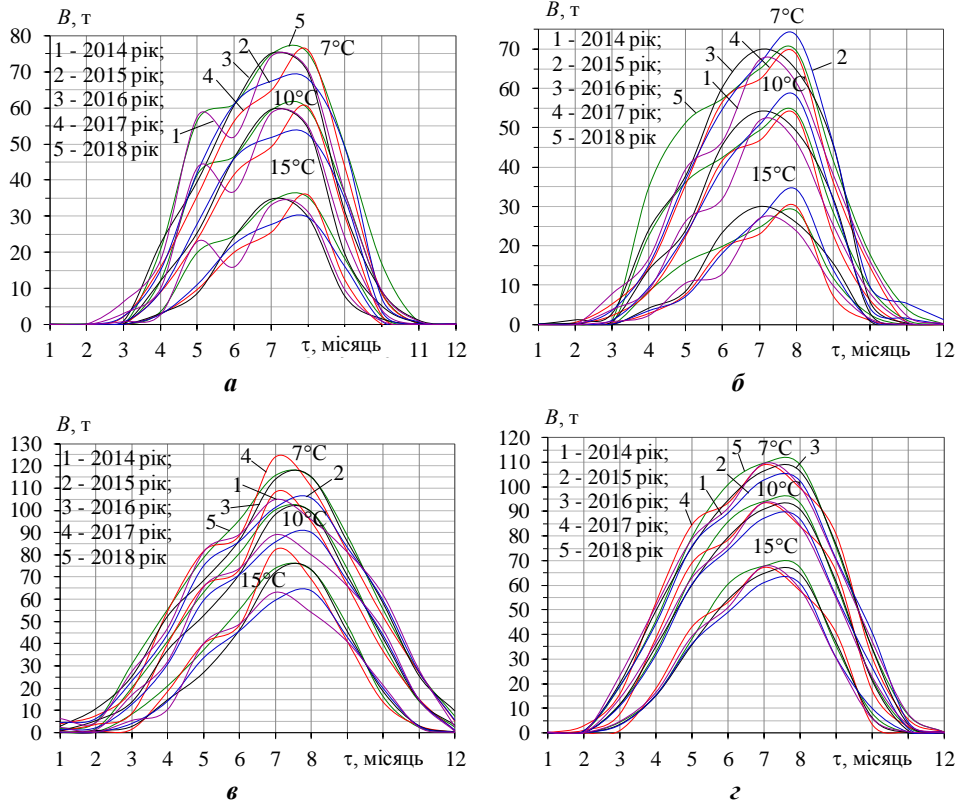 B, т
80
70
60
50
40
30
20
10
0
1 - 2014 рік;
2 - 2015 рік;
3 - 2016 рік;
4 - 2017 рік;
5 - 2018 рік
5
2
7°C
3
4
10°C
1
15°C
τ, місяць
1 2 3 4 5 6 7 8 11 12
а
B, т
70
60
50
40
30
20
10
0
1 - 2014 рік;
2 - 2015 рік;
3 - 2016 рік;
4 - 2017 рік;
5 - 2018 рік
7°C
3
4
2
1
10°C
5
15°C
τ, місяць
1 2 3 4 5 6 7 8 12
б
B, т
130
120
110
100
90
80
70
60
50
40
30
20
10
0
1 - 2014 рік;
2 - 2015 рік;
3 - 2016 рік;
4 - 2017 рік;
5 - 2018 рік
4
7°C
1
2
3
5
10°C
15°C
1 2 3 4 5 6 7 8 τ, місяць 12
в
B, т
120
110
100
90
80
70
60
50
40
30
20
10
0
1 - 2014 рік;
2 - 2015 рік;
3 - 2016 рік;
4 - 2017 рік;
5 - 2018 рік
5
7°C
3
2
1
10°C
4
15°C
1 2 3 4 5 6 7 8 τ, місяць 12
г